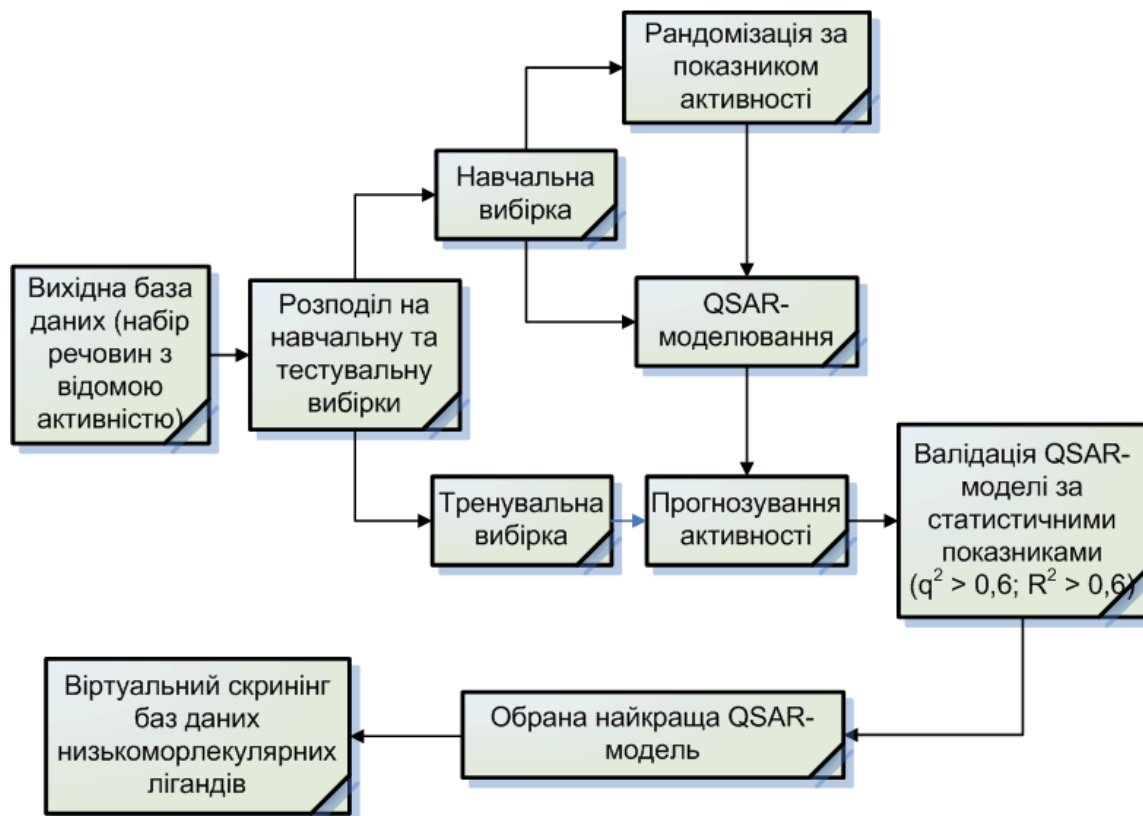 Рандомізація за
показником
активності
Навчальна
вибірка
Вихідна база
даних (набір
речовин з
відомою
активністю)
Розподіл на
навчальну та
тестувальну
вибірки
QSAR-
моделювання
Тренувальна
вибірка
Прогнозування
активності
Валідація QSAR-
моделі за
статистичними
показниками
(q² > 0,6; R² > 0,6)
Обрана найкраща QSAR-
модель
Віртуальний скринінг
баз даних
низькоморлекулярних
лігандів